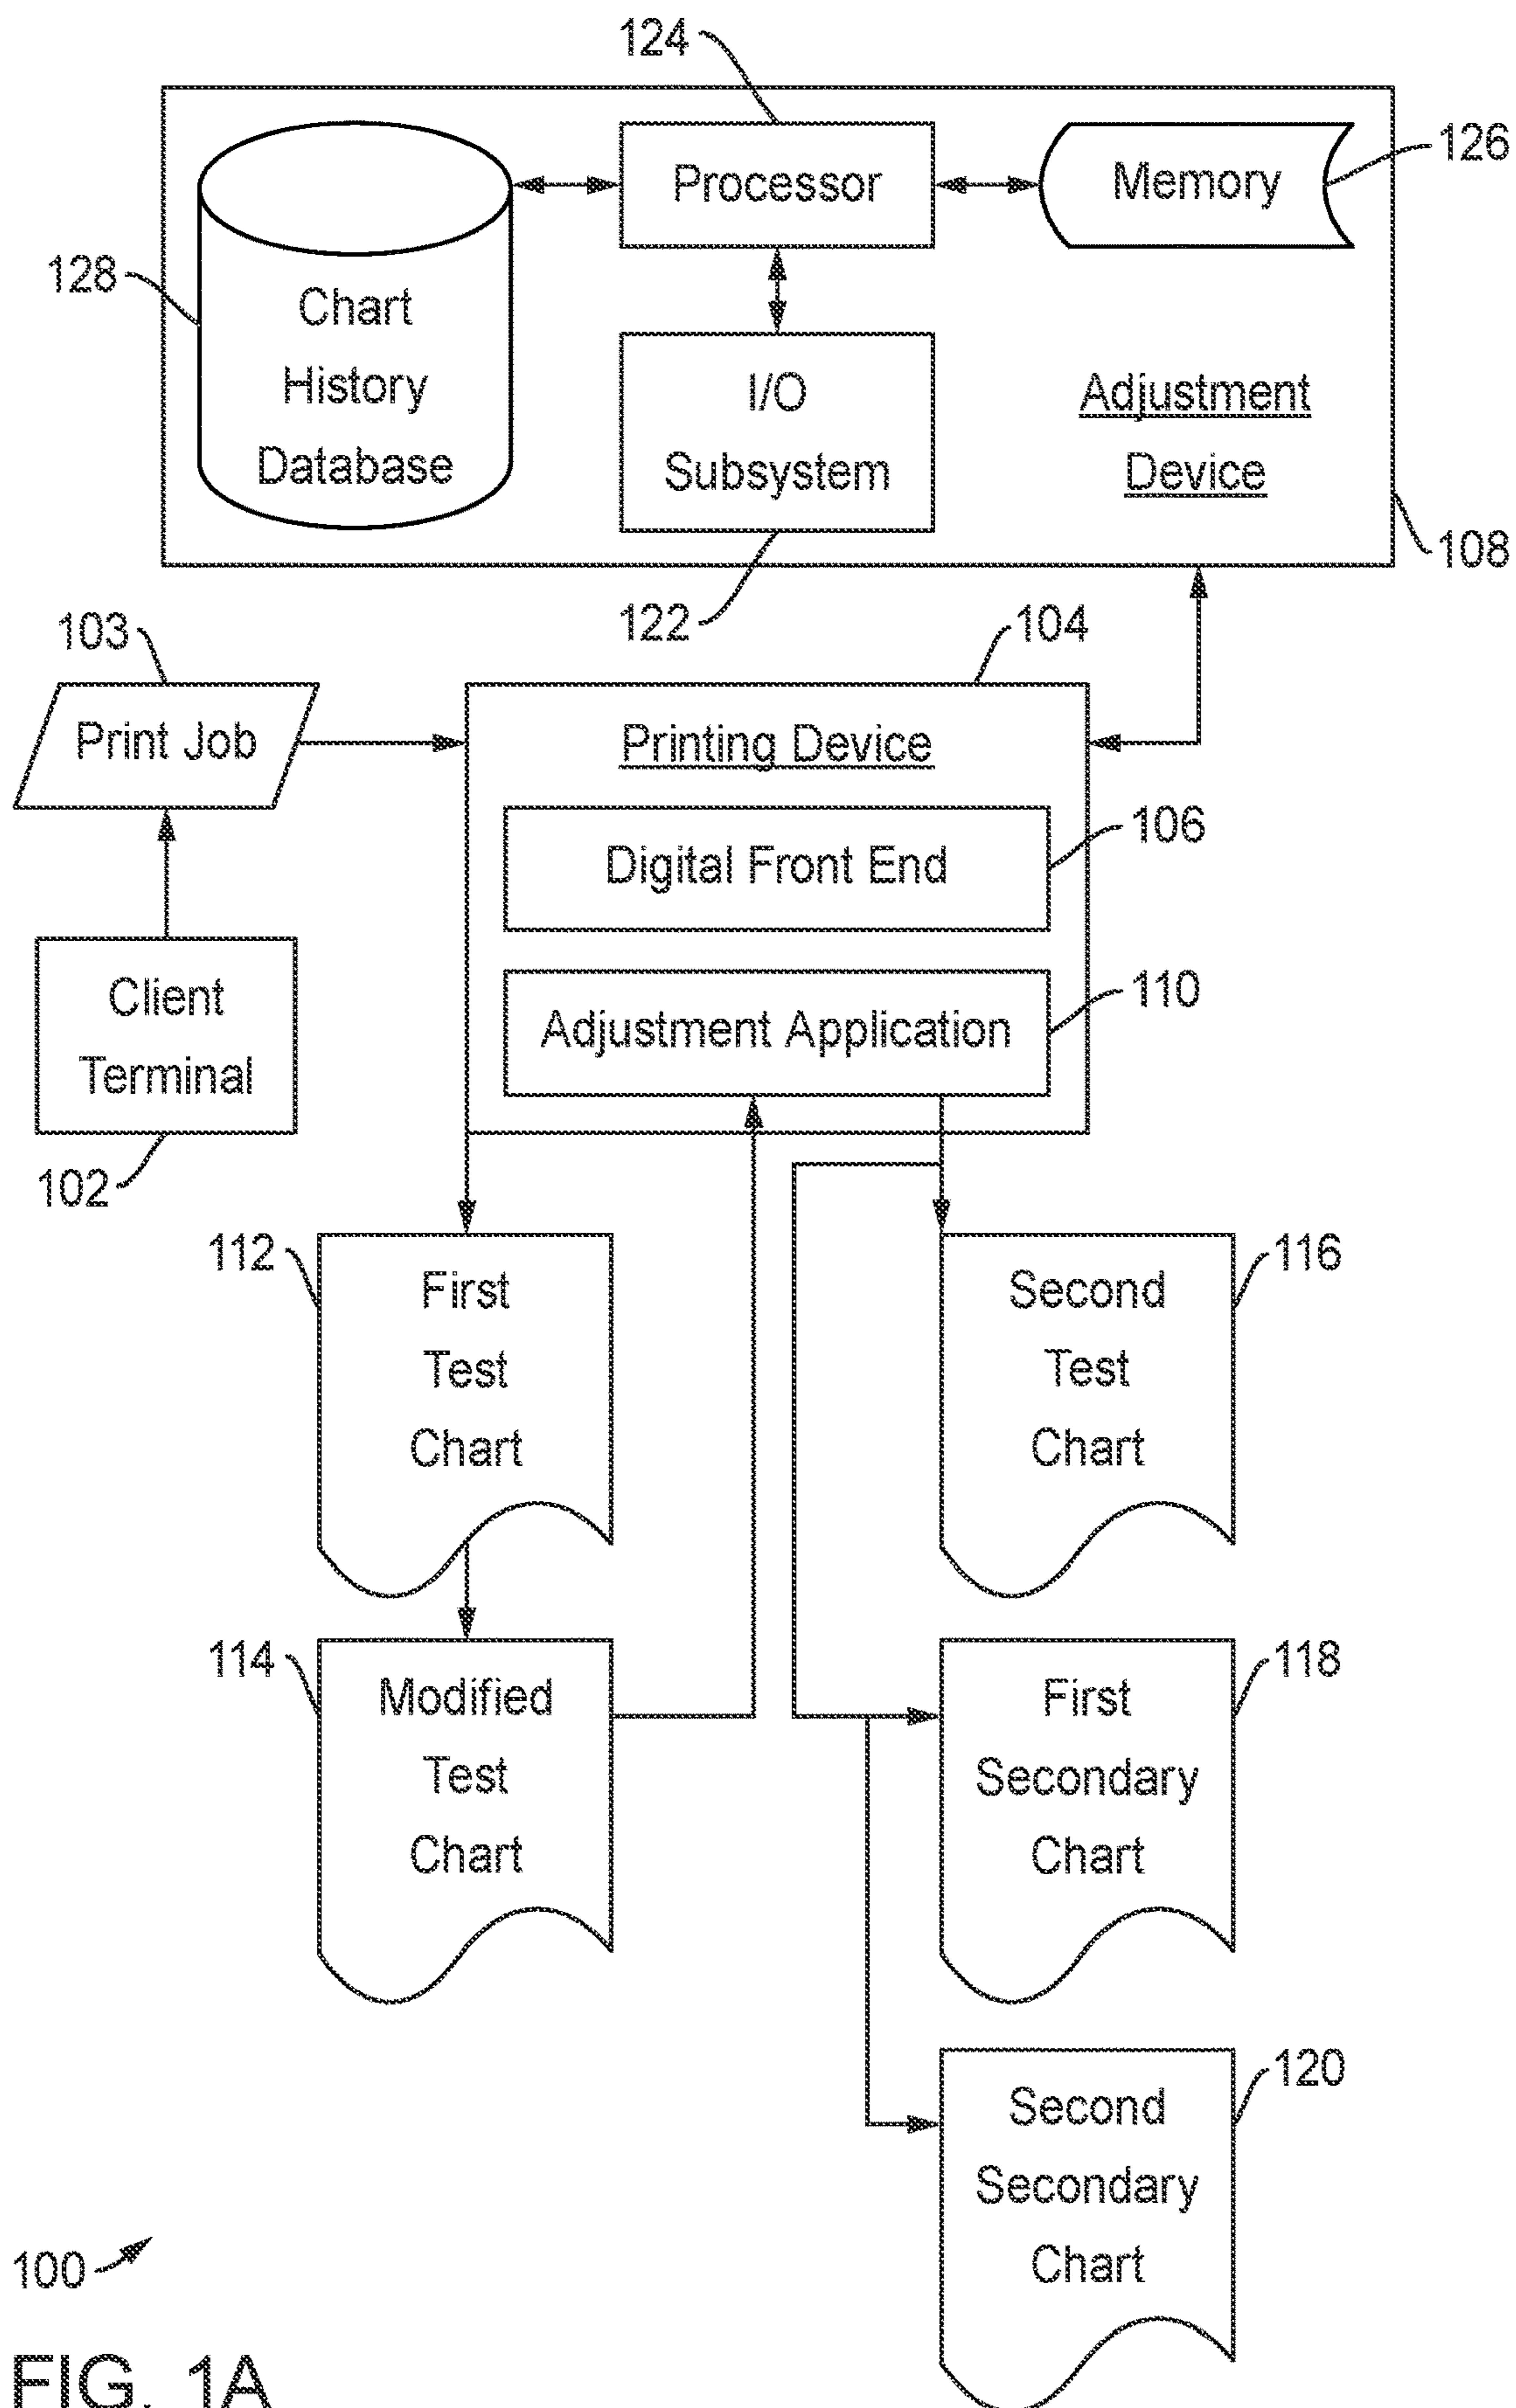 124
Processor
Memory
126
128
Chart
History
Database
I/O
Subsystem
Adjustment
Device
108
122
103
104
Print Job
Printing Device
106
Digital Front End
Client
Terminal
110
Adjustment Application
102
112
First
Test
Chart
116
Second
Test
Chart
114
Modified
Test
Chart
118
First
Secondary
Chart
120
Second
Secondary
Chart
100
FIG. 1A